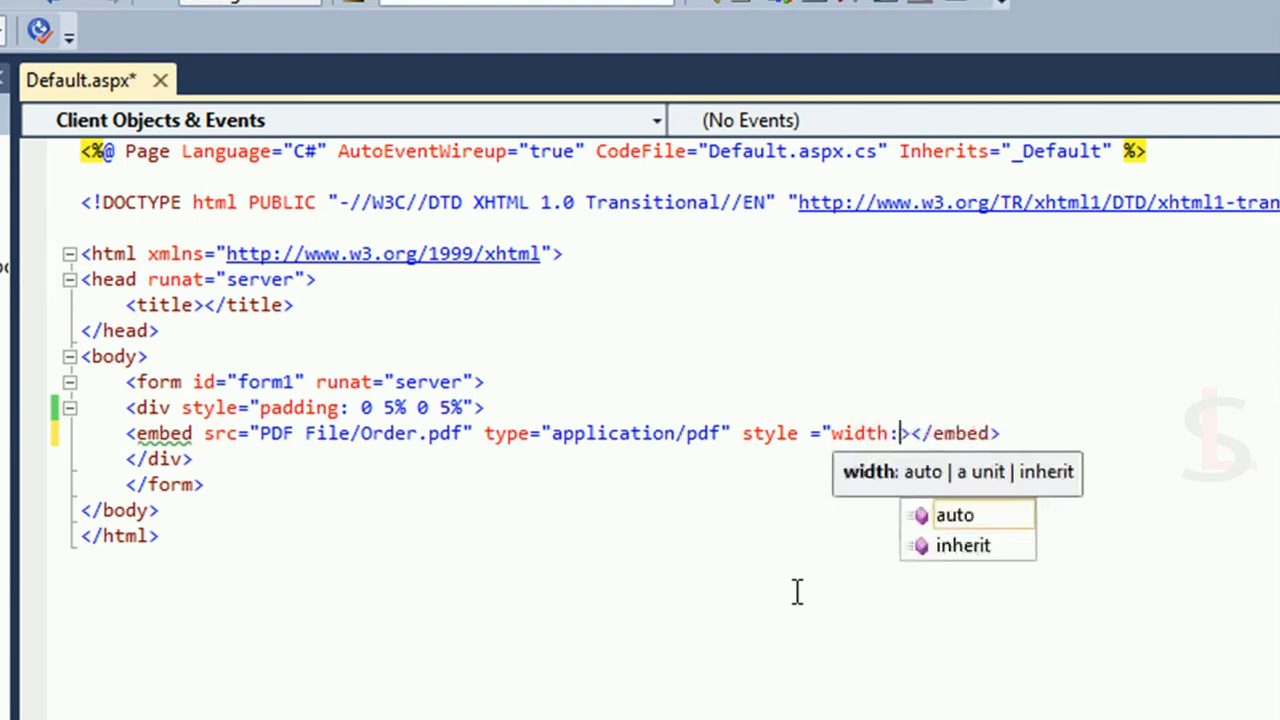 Default.aspx*
Client Objects & Events
(No Events)
<%@ Page Language="C#" AutoEventWireup="true" CodeFile="Default.aspx.cs" Inherits="_Default" %>
<!DOCTYPE html PUBLIC "-//W3C//DTD XHTML 1.0 Transitional//EN" "http://www.w3.org/TR/xhtml1/DTD/xhtml1-tran
<html xmlns="http://www.w3.org/1999/xhtml">
<head runat="server">
<title></title>
</head>
<body>
<form id="form1" runat="server">
<div style="padding: 0 5% 0 5%">
<embed src="PDF File/Order.pdf" type="application/pdf" style ="width:></embed>
</div>
</form>
</body>
</html>
width: auto | a unit | inherit
auto
inherit